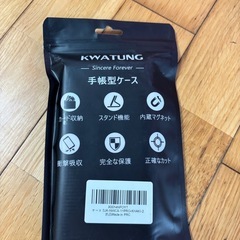 KWATUNG
Sincere Forever
手帳型ケース
カード収納
スタンド機能
内蔵マグネット
衝撃吸収
完全な保護
正確なカット